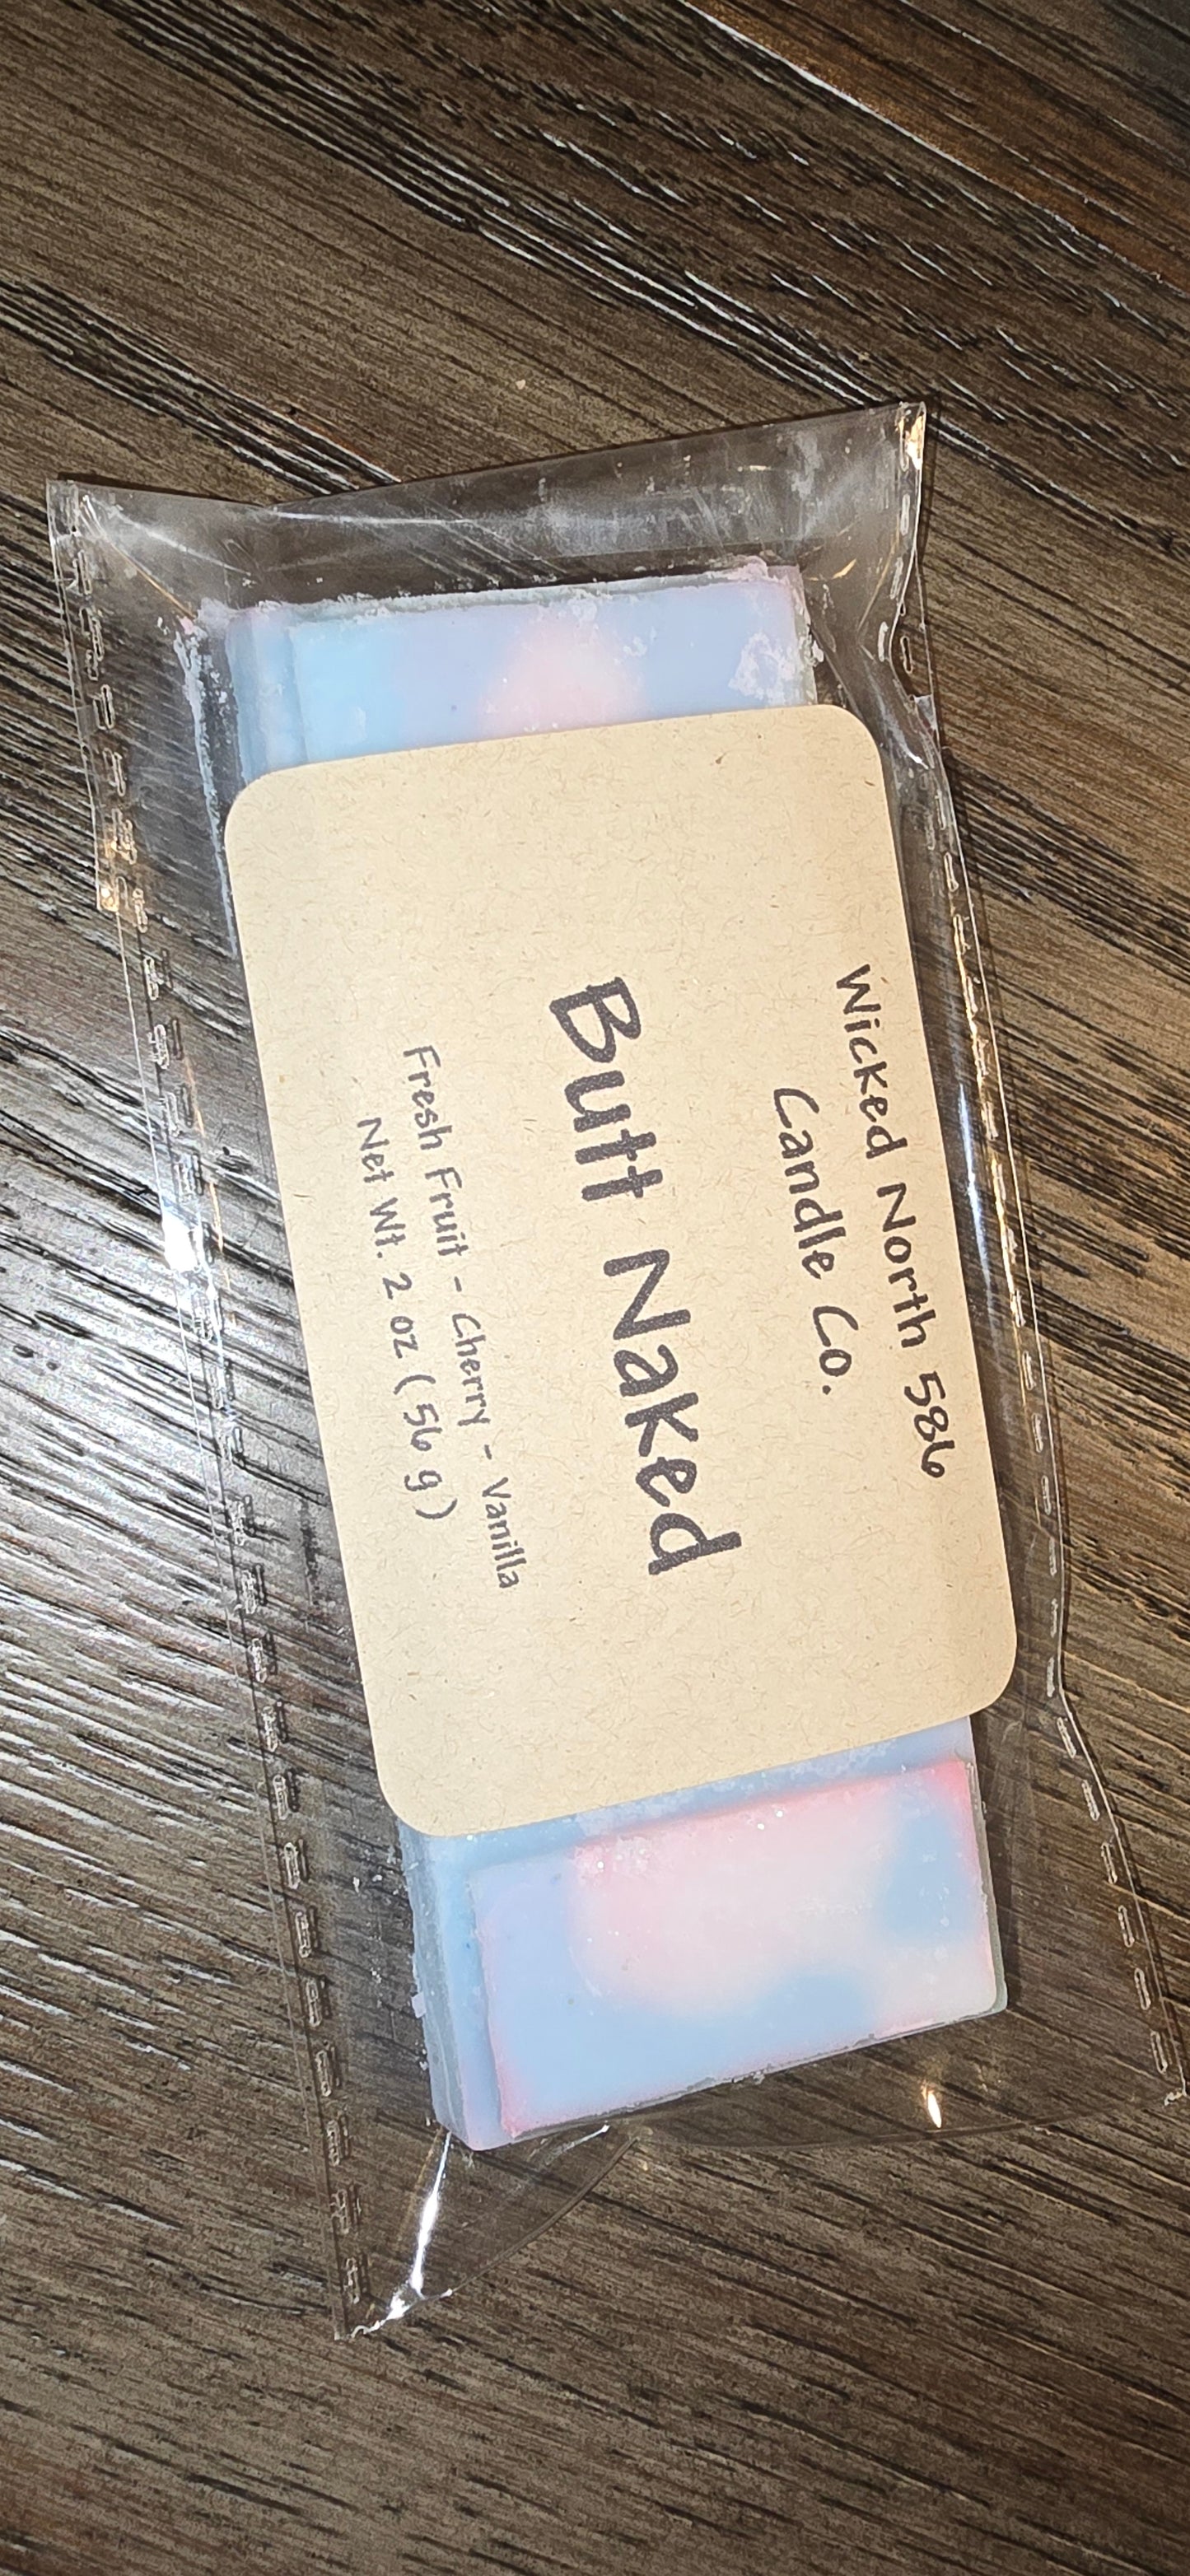 Wicked North 586
Candle Co.
Butt Naked
Fresh Fruit - Cherry - Vanilla
Net Wt. 2 oz (56 g)